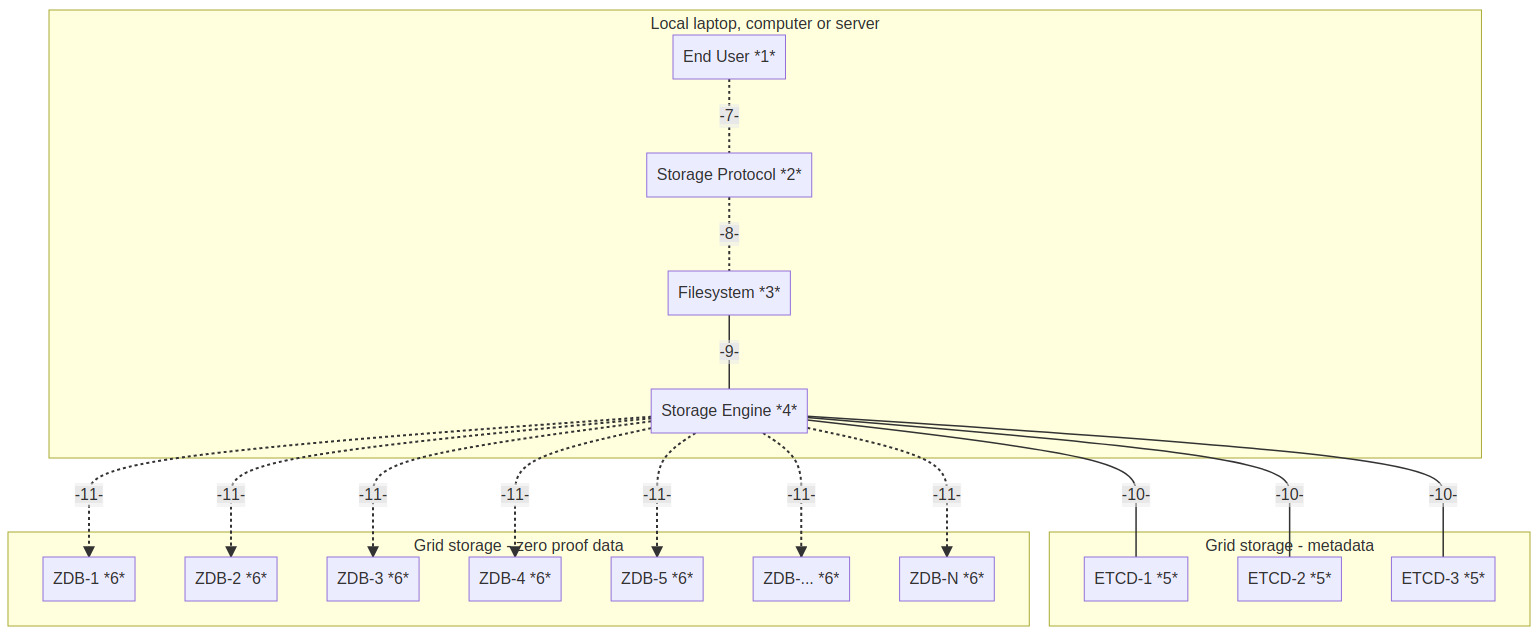 Local laptop, computer or server
End User *1*
-7-
Storage Protocol *2*
-8-
Filesystem *3*
-9-
Storage Engine *4*
-11-
-11-
-11-
-11-
-11-
-11-
-11-
-10-
-10-
-10-
Grid storage - zero proof data
ZDB-1 *6*
ZDB-2 *6*
ZDB-3 *6*
ZDB-4 *6*
ZDB-5 *6*
ZDB-... *6*
ZDB-N *6*
Grid storage - metadata
ETCD-1 *5*
ETCD-2 *5*
ETCD-3 *5*